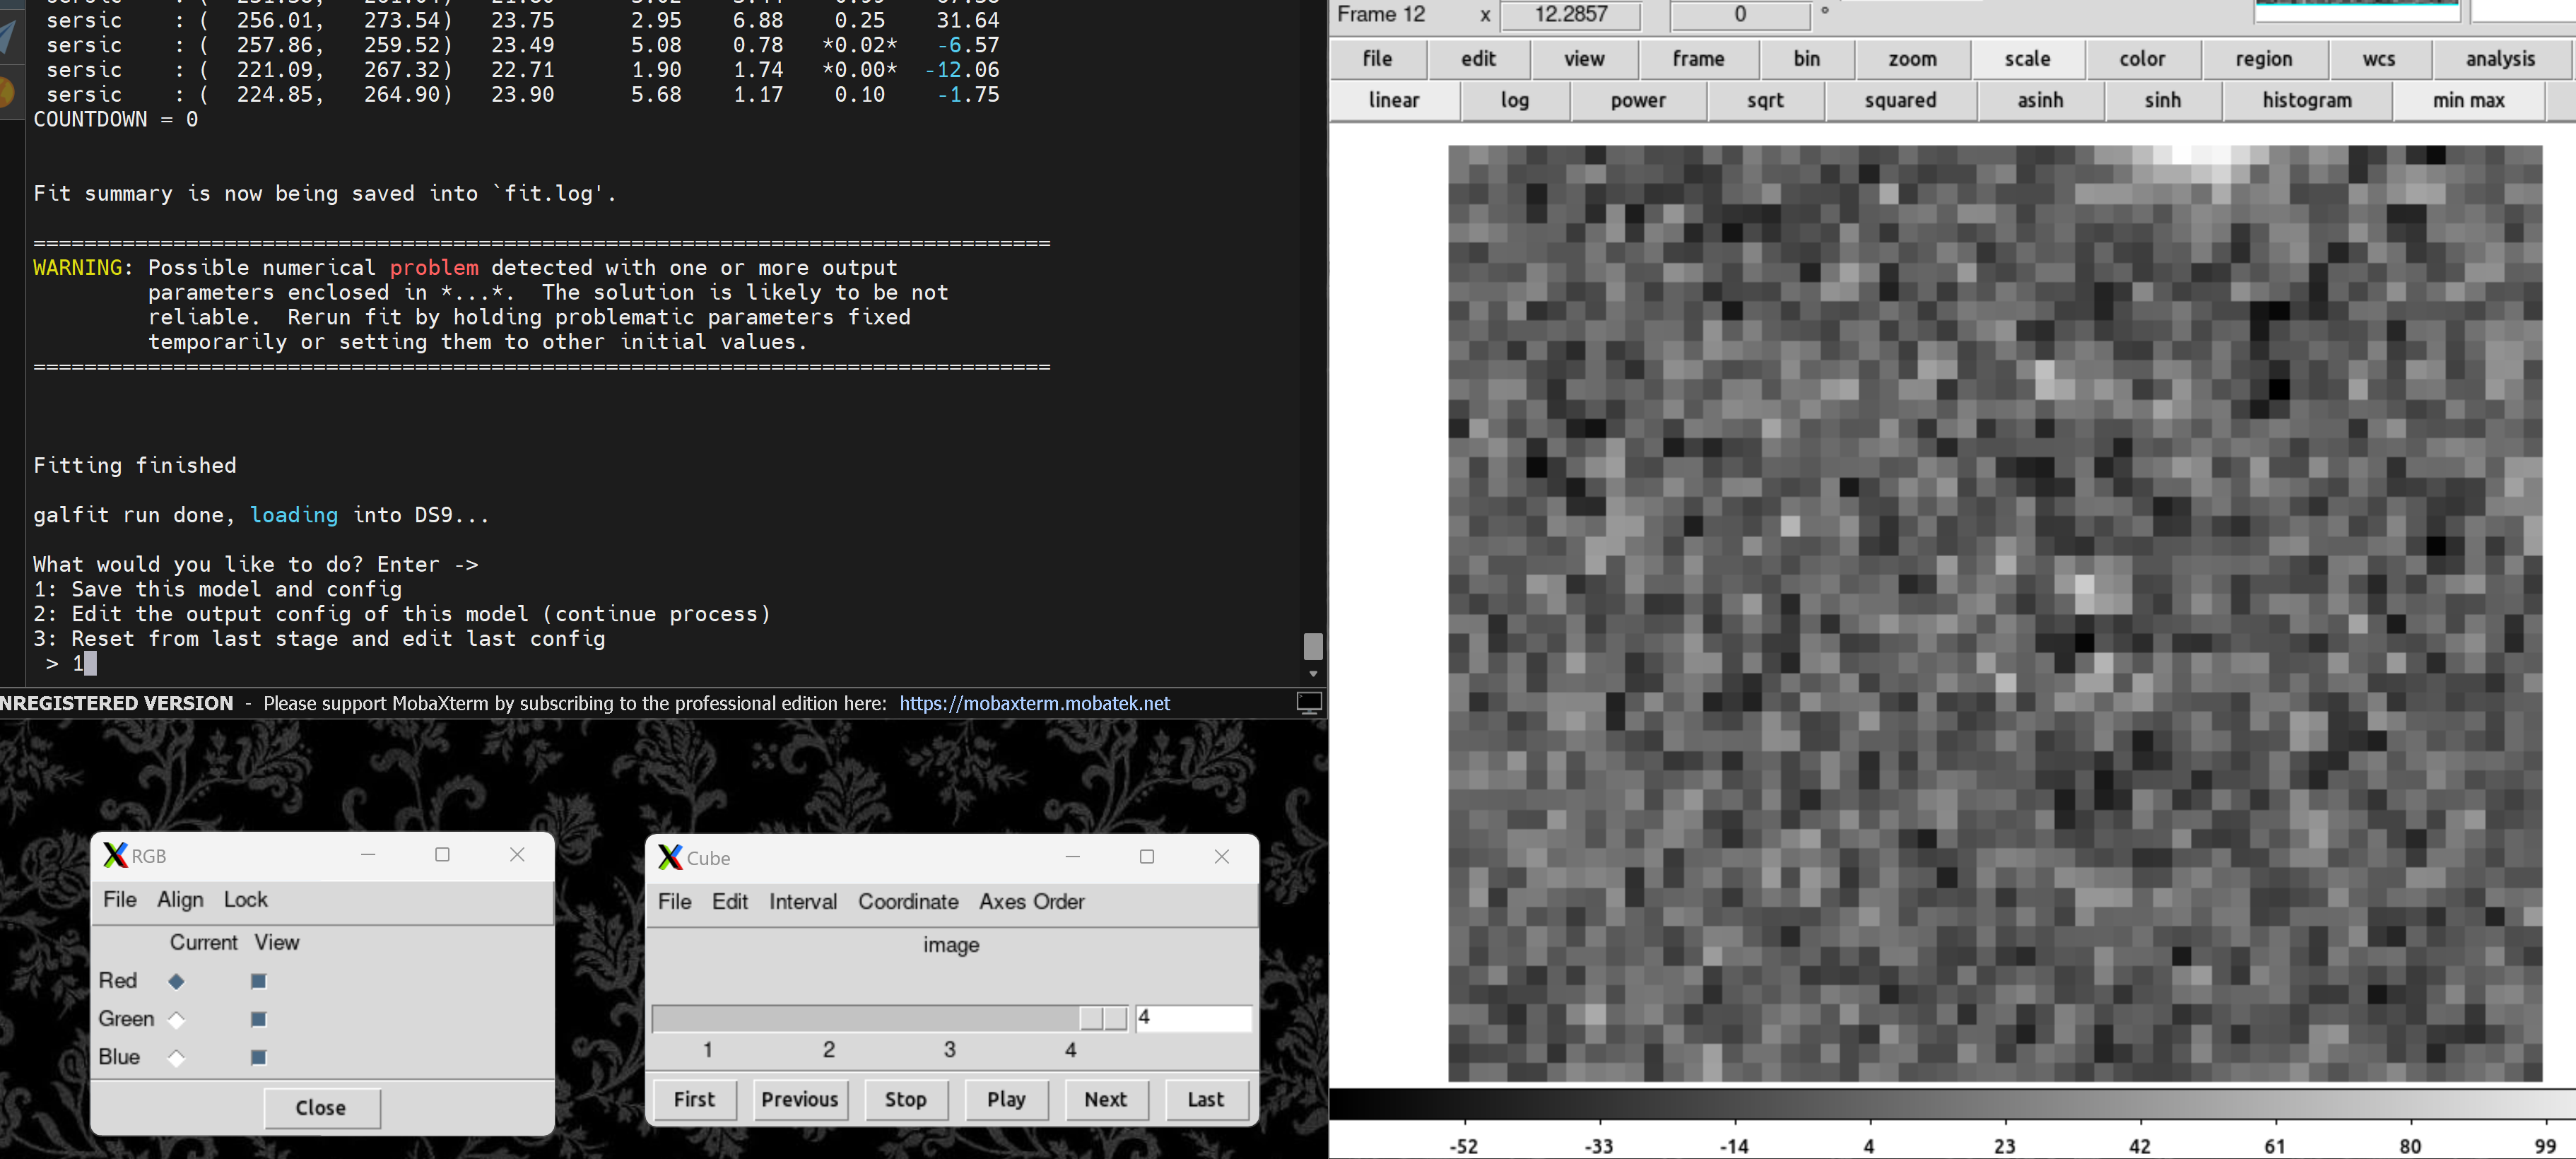 sersic : ( 256.01, 273.54) 23.75 2.95 6.88 0.25 31.64
sersic : ( 257.86, 259.52) 23.49 5.08 0.78 *0.02* -6.57
sersic : ( 221.09, 267.32) 22.71 1.90 1.74 *0.00* -12.06
sersic : ( 224.85, 264.90) 23.90 5.68 1.17 0.10 -1.75
COUNTDOWN = 0
Fit summary is now being saved into `fit.log'.
================================================================================
WARNING: Possible numerical problem detected with one or more output
parameters enclosed in *...*. The solution is likely to be not
reliable. Rerun fit by holding problematic parameters fixed
temporarily or setting them to other initial values.
================================================================================
Fitting finished
galfit run done, loading into DS9...
What would you like to do? Enter ->
1: Save this model and config
2: Edit the output config of this model (continue process)
3: Reset from last stage and edit last config
> 1
NREGISTERED VERSION - Please support MobaXterm by subscribing to the professional edition here: https://mobaxterm.mobatek.net
RGB
File Align Lock
Current View
Red
Green
Blue
Close
Cube
File Edit Interval Coordinate Axes Order
image
4
1 2 3 4
First Previous Stop Play Next Last
Frame 12 x 12.2857 0 °
file edit view frame bin zoom scale color region wcs analysis
linear log power sqrt squared asinh sinh histogram min max
-52 -33 -14 4 23 42 61 80 99